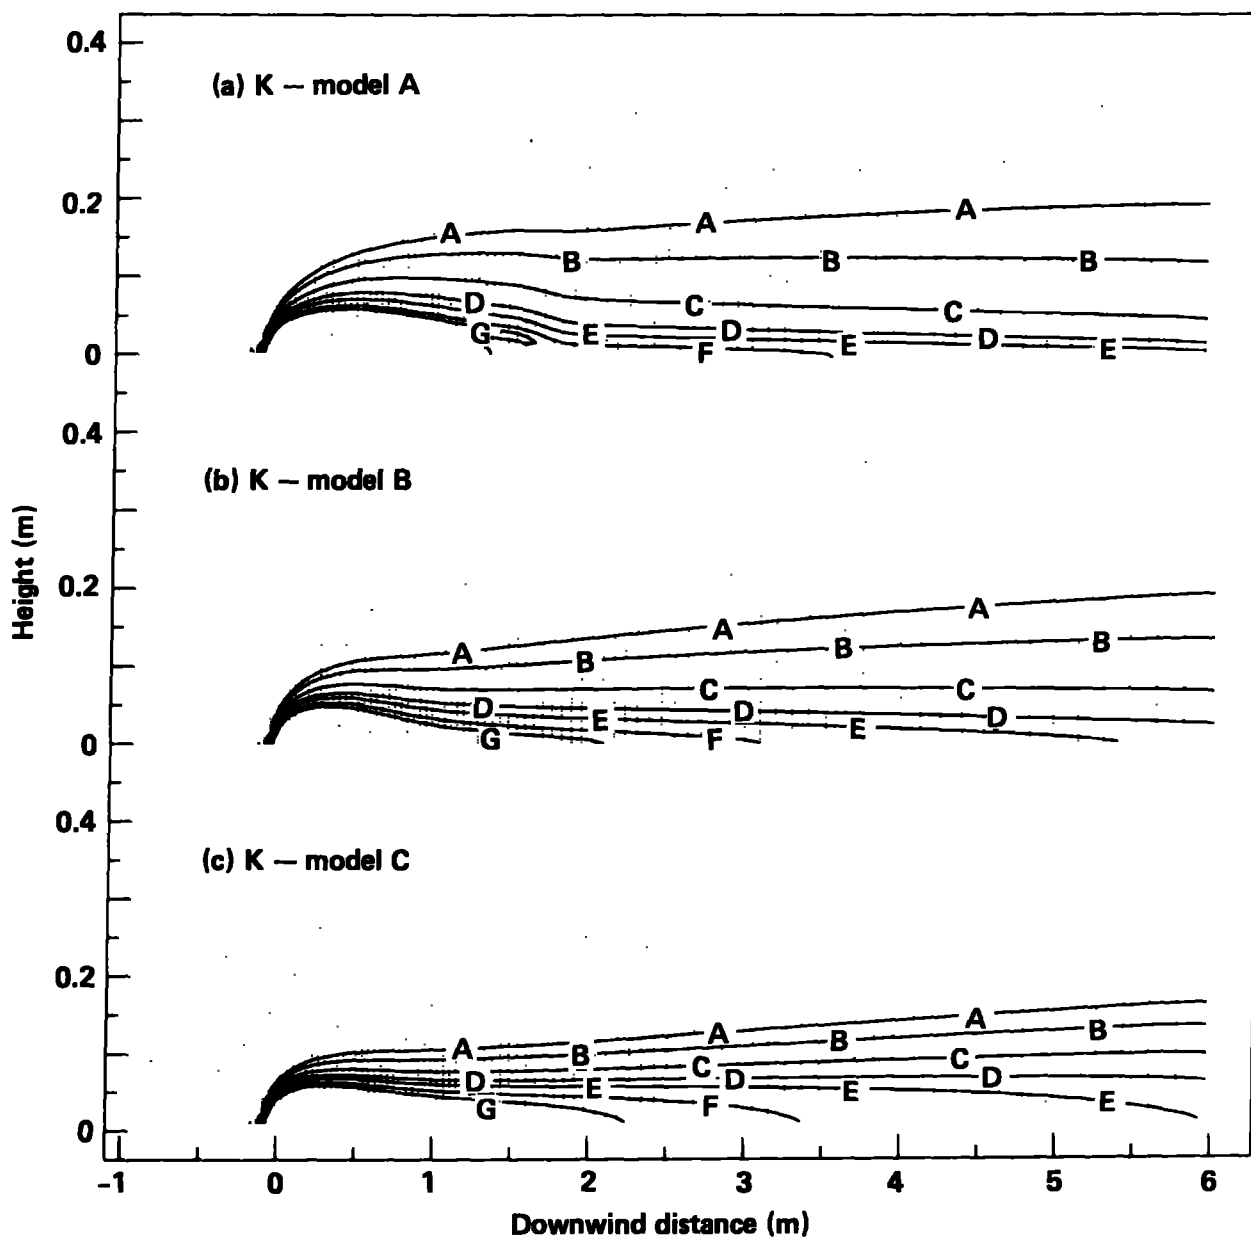 0.4
(a) K – model A
0.2
A A A
B B B
C C
D D D
G E E E
F
0
0.4
(b) K – model B
Height (m)
0.2
A A A
B B B
C C
D D D
E E
G F
0
0.4
(c) K – model C
0.2
A A A
B B B
C C
D D D
E E E
G F
0
-1 0 1 2 3 4 5 6
Downwind distance (m)